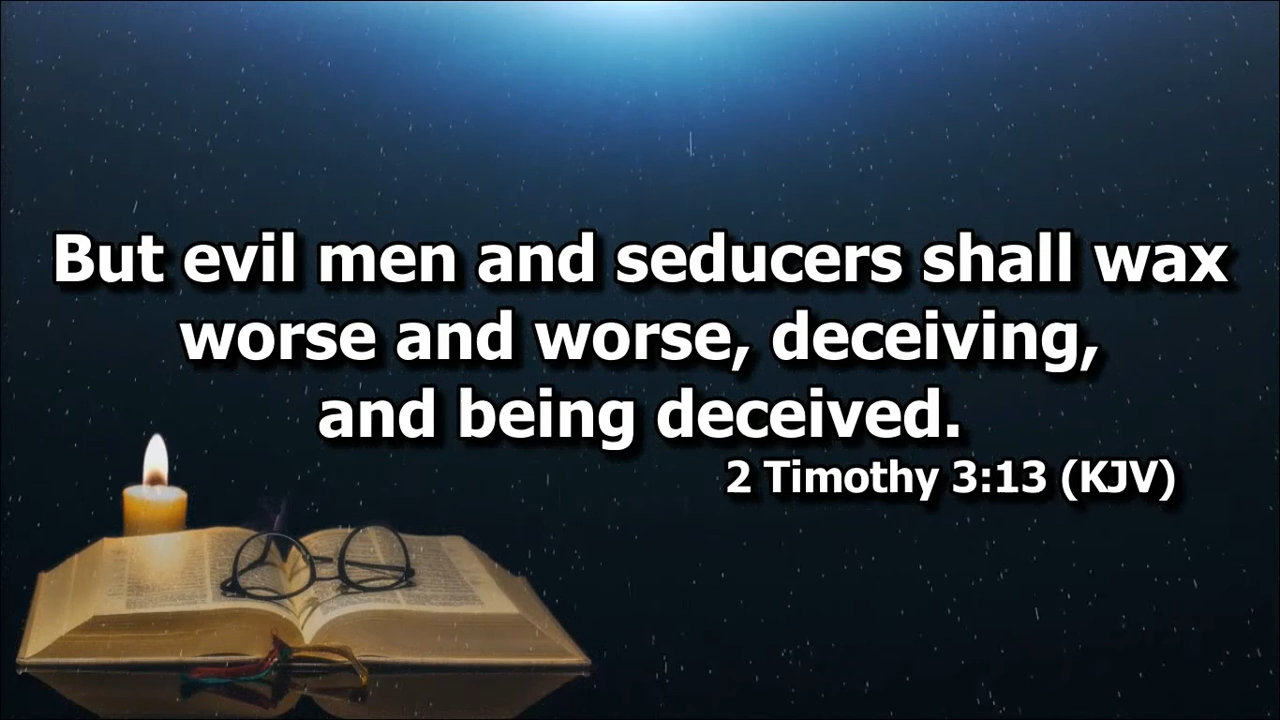 But evil men and seducers shall wax
worse and worse, deceiving,
and being deceived.
2 Timothy 3:13 (KJV)